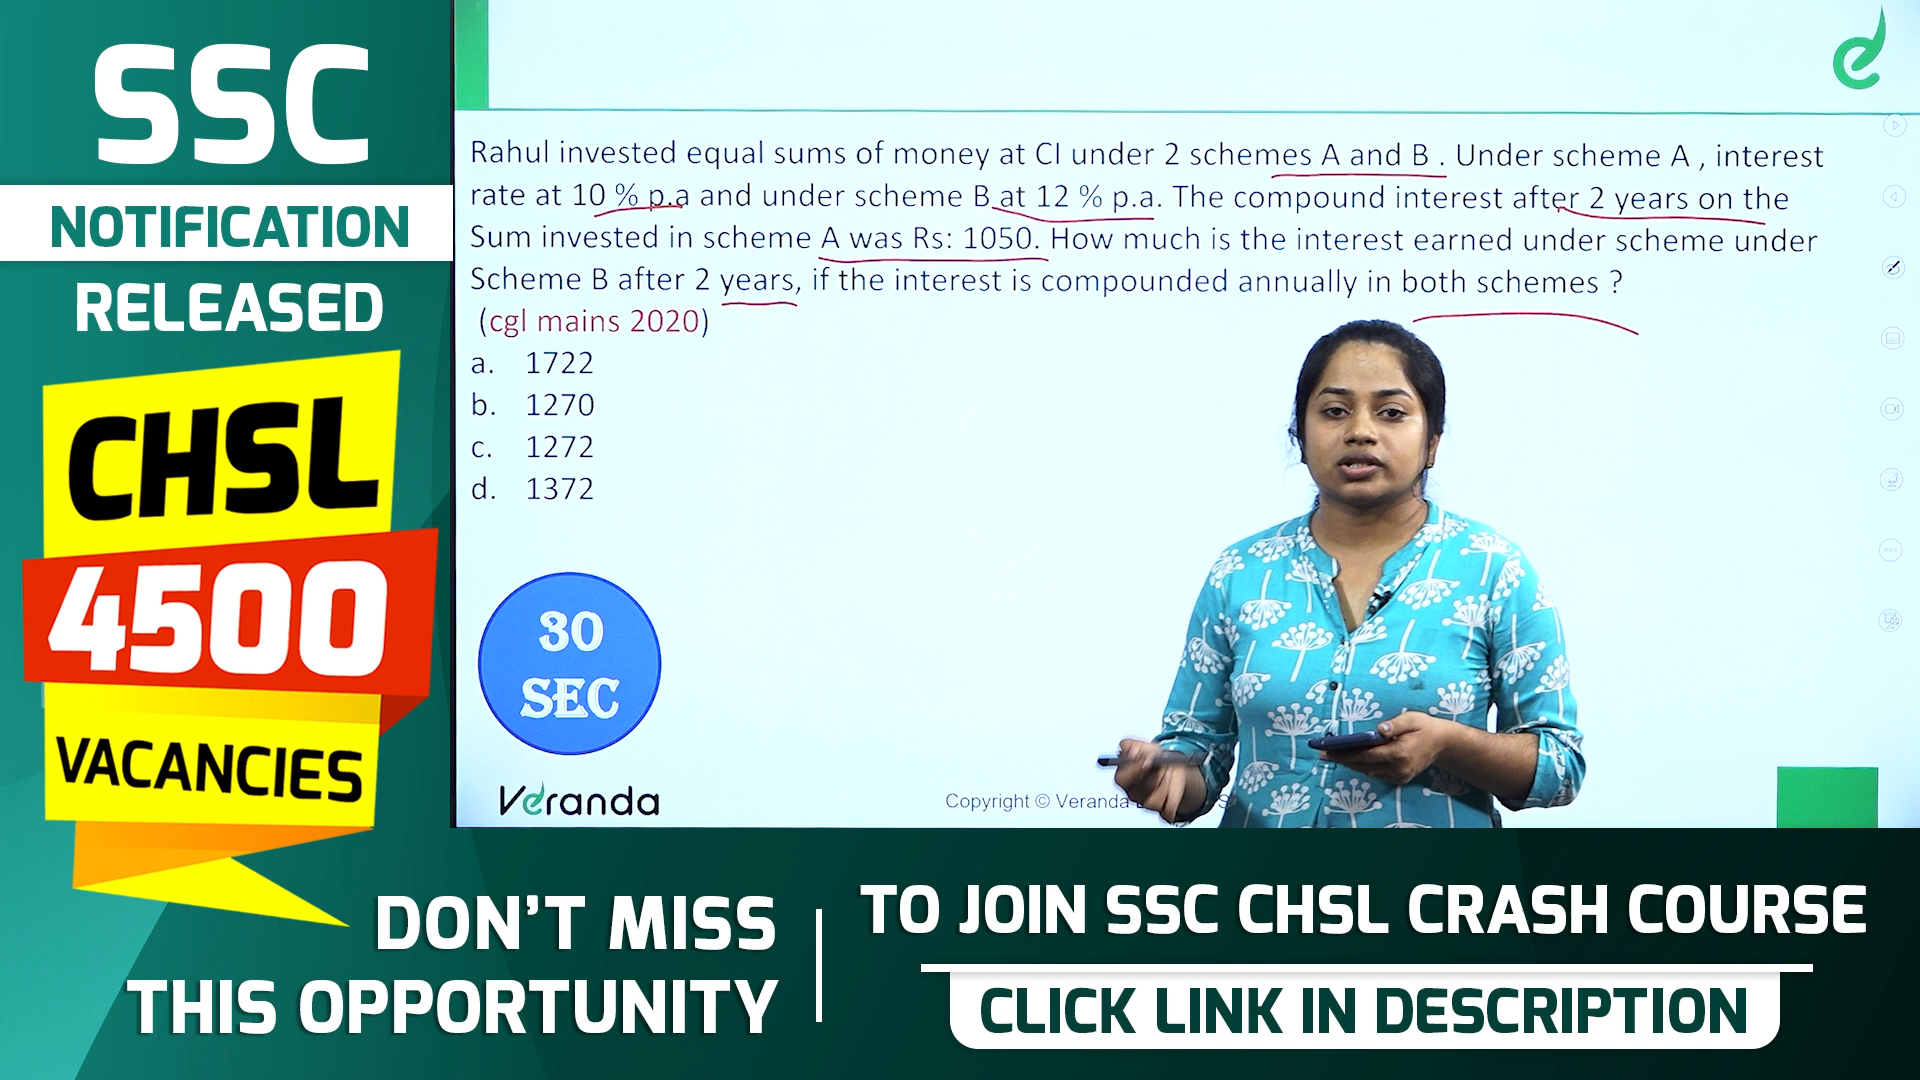 SSC
NOTIFICATION
RELEASED
CHSL
4500
VACANCIES
Rahul invested equal sums of money at CI under 2 schemes A and B . Under scheme A , interest
rate at 10 % p.a and under scheme B at 12 % p.a. The compound interest after 2 years on the
Sum invested in scheme A was Rs: 1050. How much is the interest earned under scheme under
Scheme B after 2 years, if the interest is compounded annually in both schemes ?
(cgl mains 2020)
a. 1722
b. 1270
c. 1272
d. 1372
30
SEC
Veranda
Copyright © Veranda
DON'T MISS
THIS OPPORTUNITY
TO JOIN SSC CHSL CRASH COURSE
CLICK LINK IN DESCRIPTION